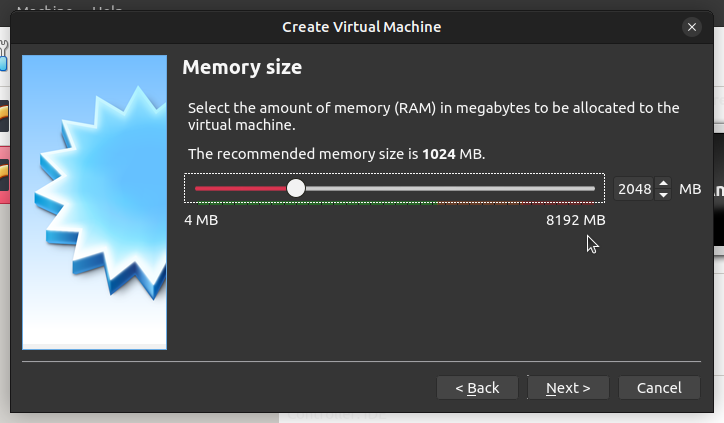 Machine Help
Create Virtual Machine
Memory size
Select the amount of memory (RAM) in megabytes to be allocated to the
virtual machine.
The recommended memory size is 1024 MB.
2048 MB
4 MB 8192 MB
< Back Next > Cancel